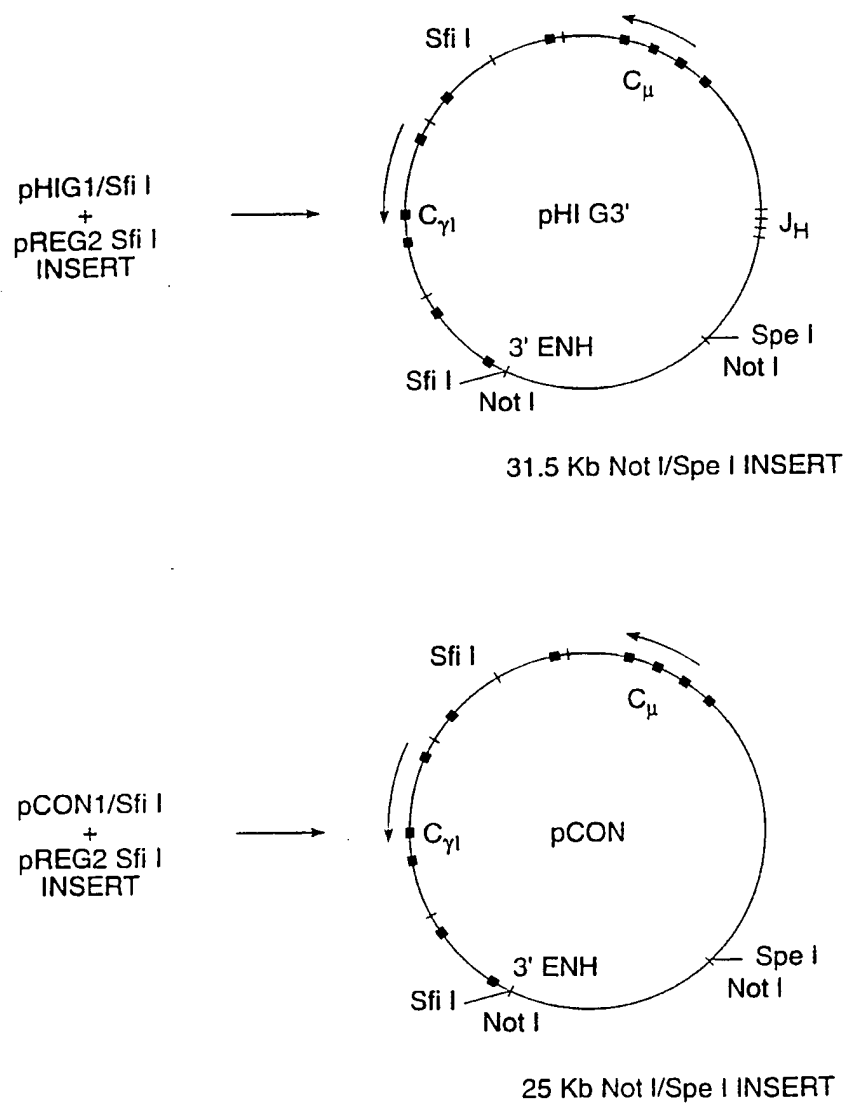 Sfi I
Cμ
pHIG1/Sfi I
+
pREG2 Sfi I
INSERT
CγI
pHI G3'
JH
3' ENH
Spe I
Not I
Sfi I
Not I
31.5 Kb Not I/Spe I INSERT
Sfi I
Cμ
pCON1/Sfi I
+
pREG2 Sfi I
INSERT
CγI
pCON
3' ENH
Spe I
Not I
Sfi I
Not I
25 Kb Not I/Spe I INSERT